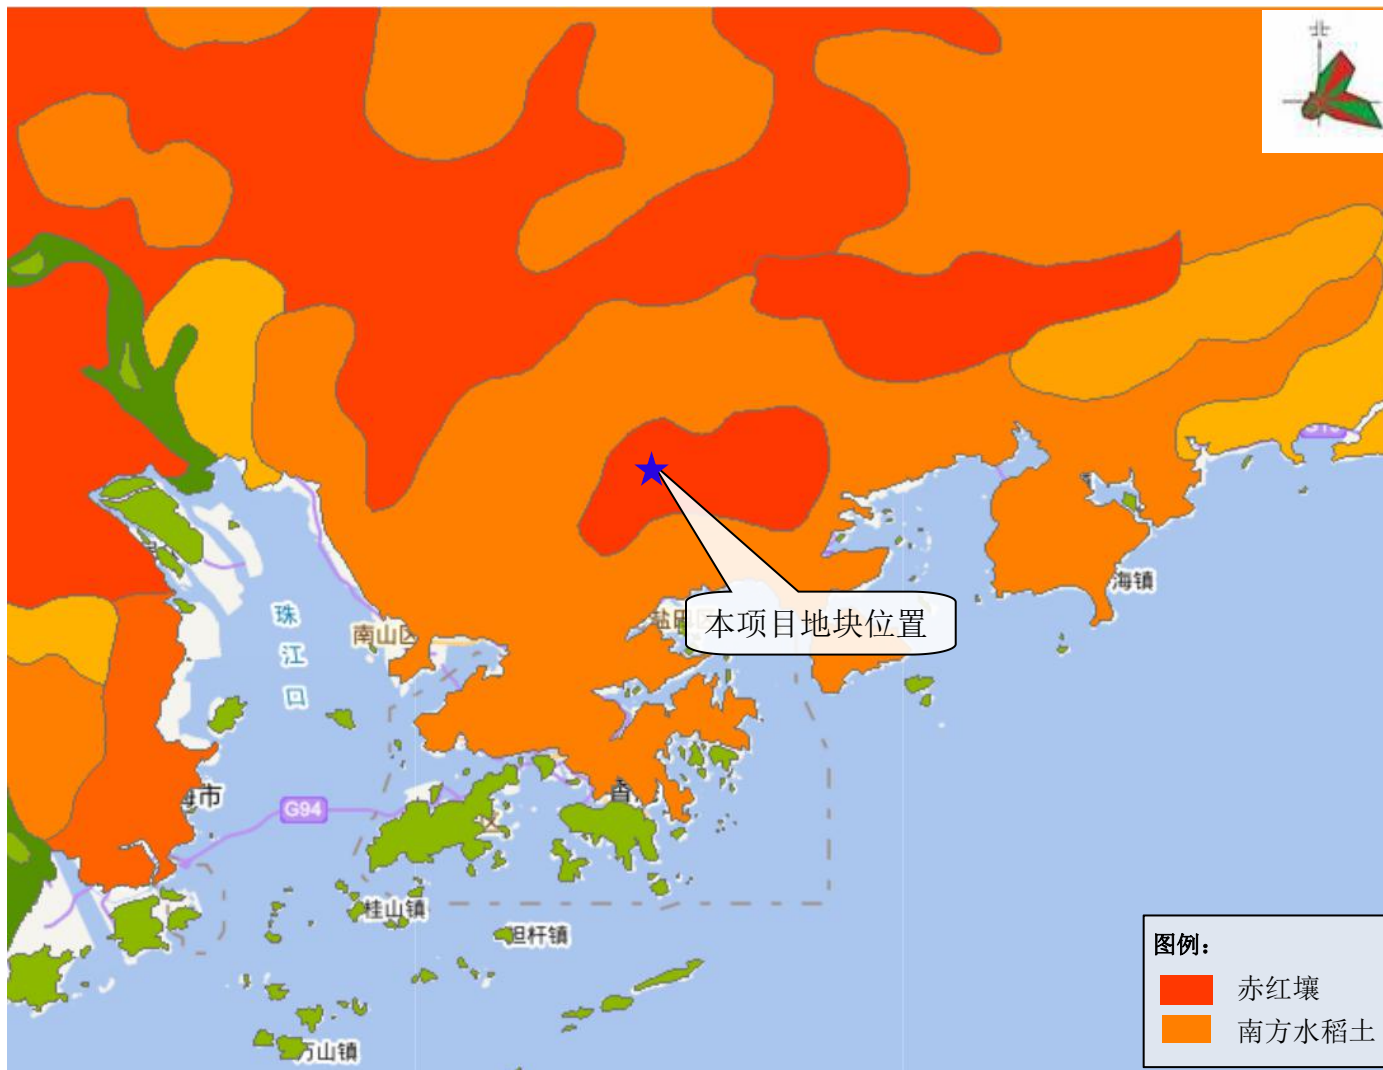 北
海镇
盐田
本项目地块位置
南山区
珠
江
口
海市
G94
香
桂山镇
担杆镇
万山镇
图例：
赤红壤
南方水稻土